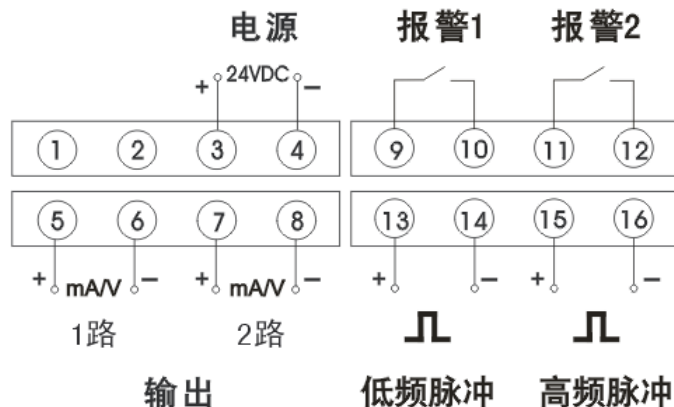 电源 报警1 报警2
+ 24VDC −
1 2 3 4 9 10 11 12
5 6 7 8 13 14 15 16
+ mA/V − + mA/V − + − + −
1路 2路
输出 低频脉冲 高频脉冲